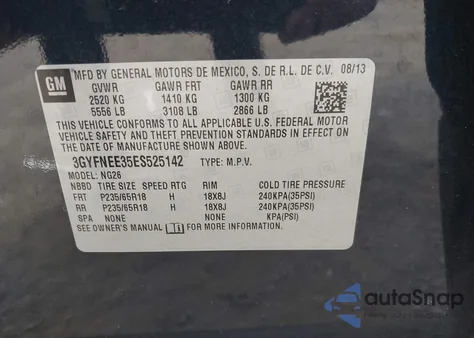 GM MFD BY GENERAL MOTORS DE MEXICO, S. DE R.L. DE C.V. 08/13
GVWR GAWR FRT GAWR RR
2520 KG 1410 KG 1300 KG
5556 LB 3108 LB 2866 LB
THIS VEHICLE CONFORMS TO ALL APPLICABLE U.S. FEDERAL MOTOR
VEHICLE SAFETY AND THEFT PREVENTION STANDARDS IN EFFECT ON
THE DATE OF MANUFACTURE SHOWN ABOVE.
3GYFNEE35ES525142 TYPE: M.P.V.
MODEL: NG26
NBBD TIRE SIZE SPEED RTG RIM COLD TIRE PRESSURE
FRT P235/65R18 H 18X8J 240KPA(35PSI)
RR P235/65R18 H 18X8J 240KPA(35PSI)
SPA NONE NONE KPA(PSI)
SEE OWNER'S MANUAL FOR MORE INFORMATION
autoSnap